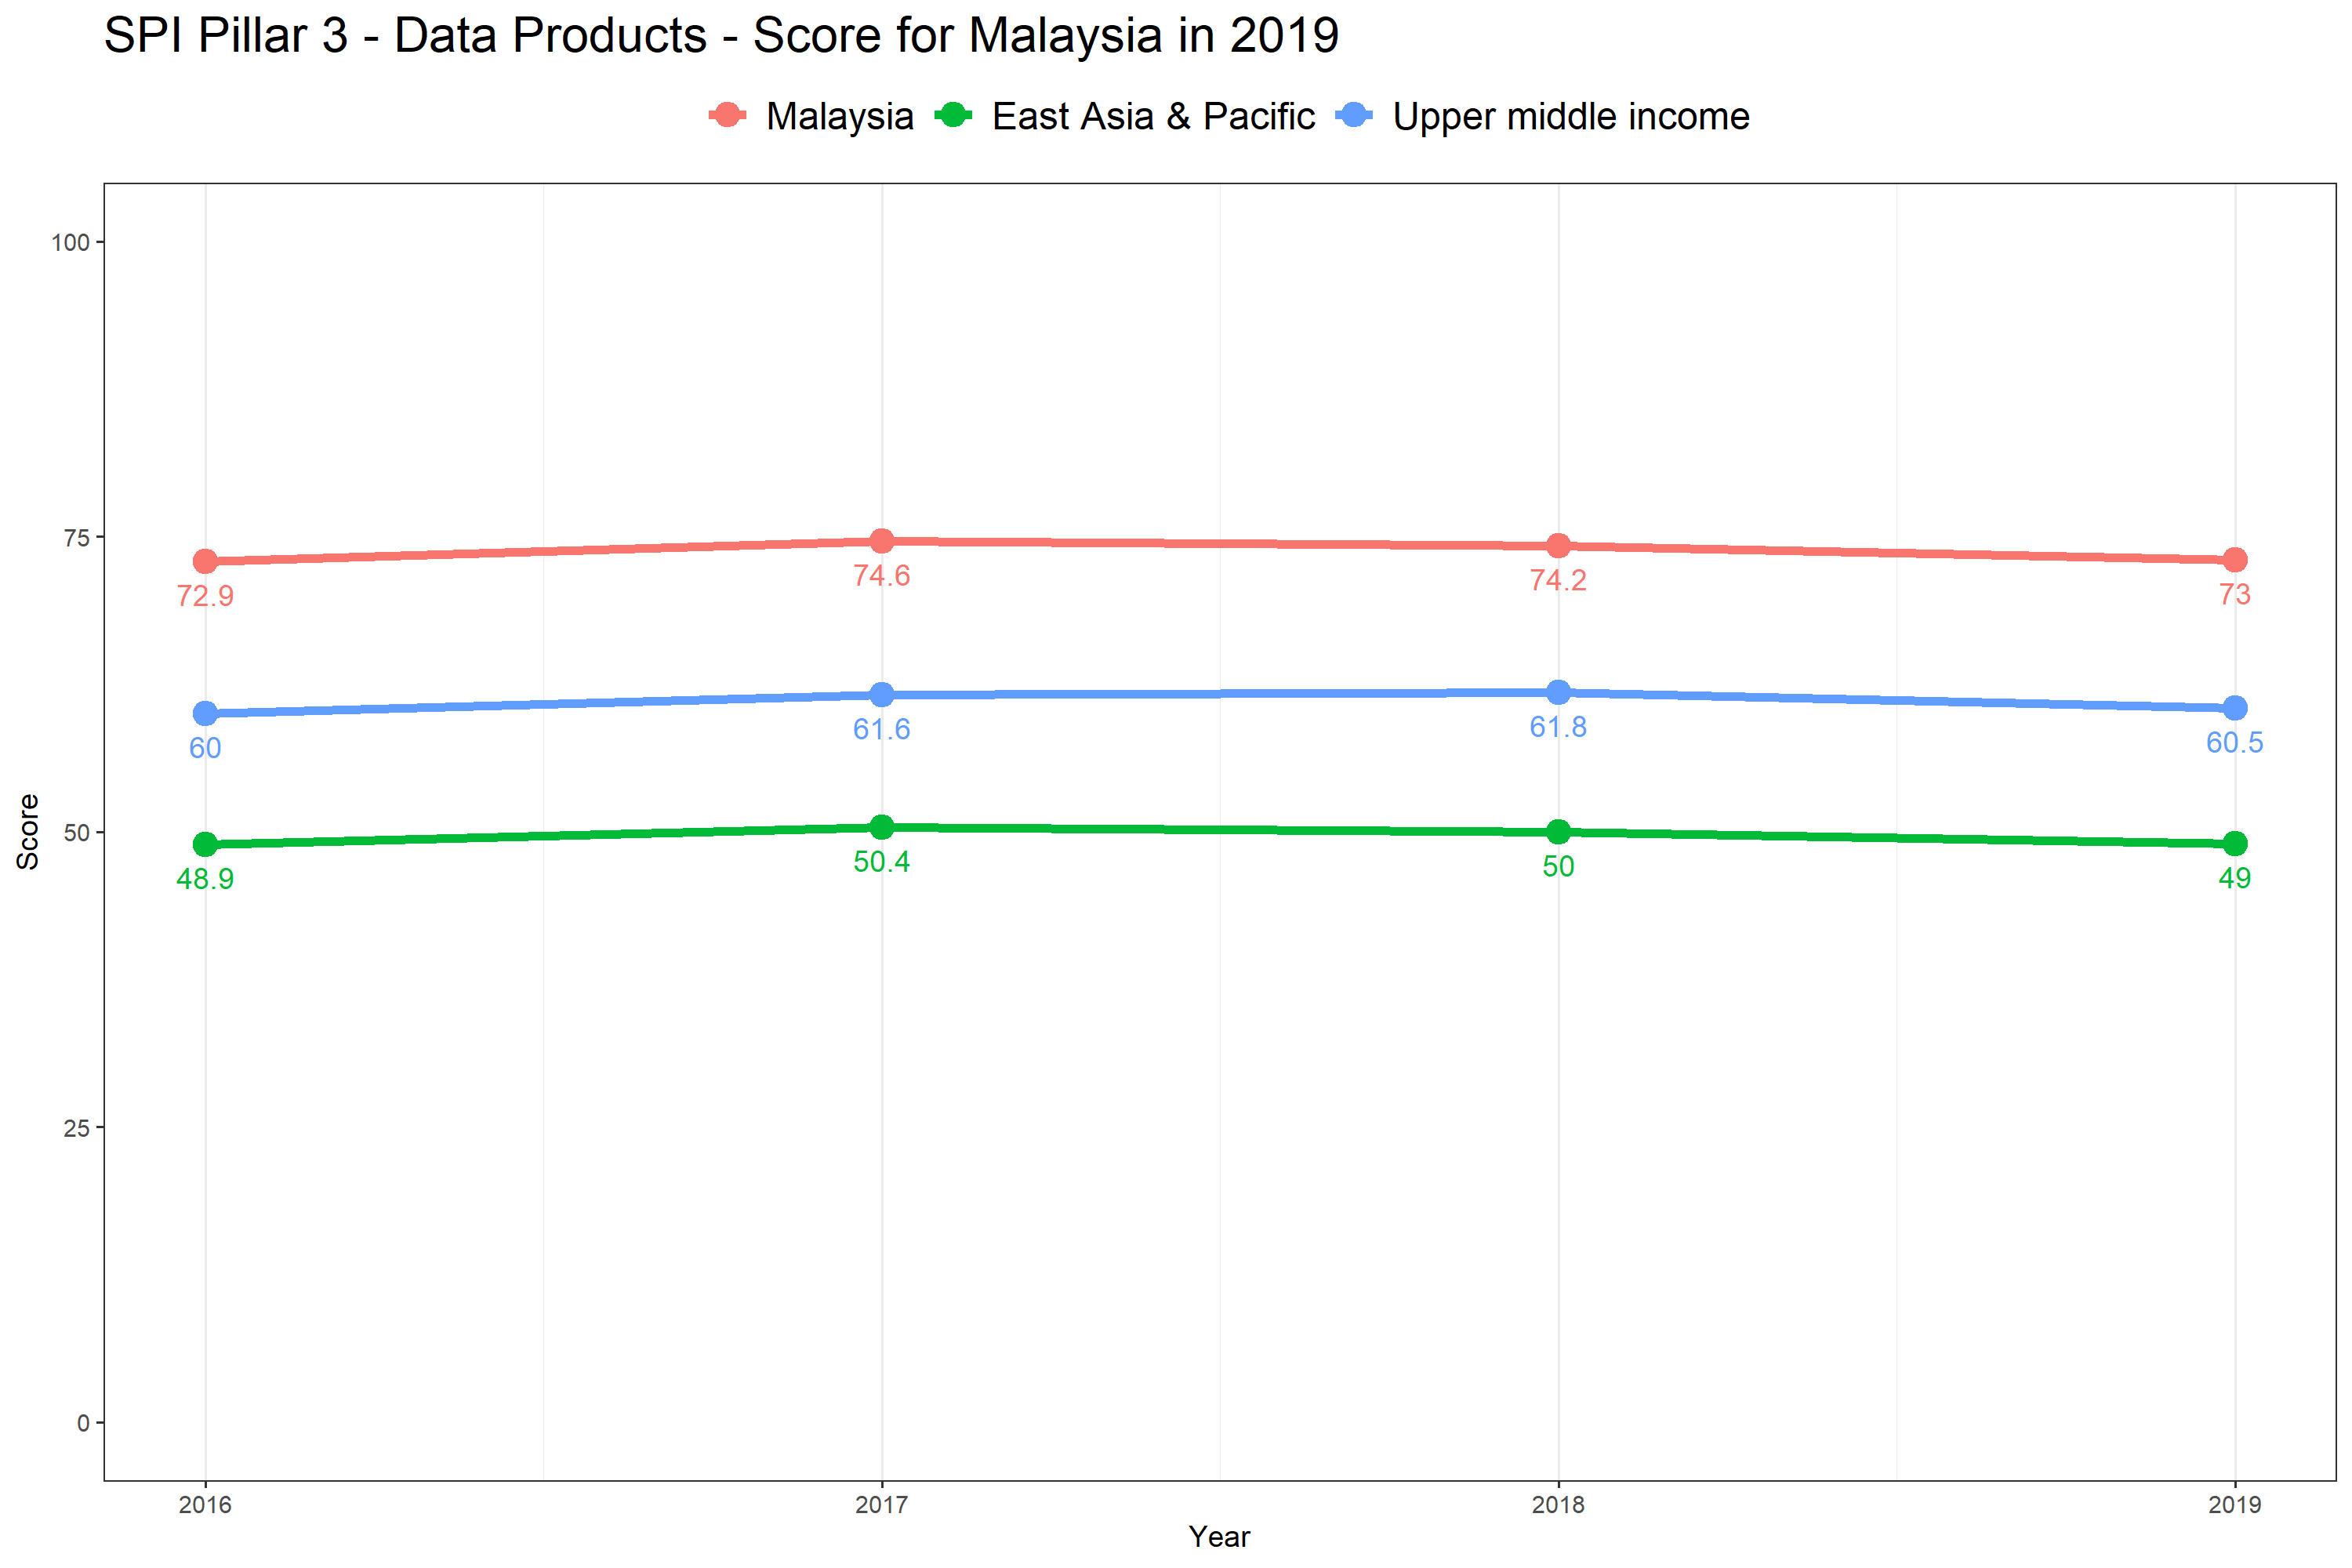 SPI Pillar 3 - Data Products - Score for Malaysia in 2019
Malaysia East Asia & Pacific Upper middle income
100
75
50
25
0
Score
72.9 74.6 74.2 73
60 61.6 61.8 60.5
48.9 50.4 50 49
2016 2017 2018 2019
Year